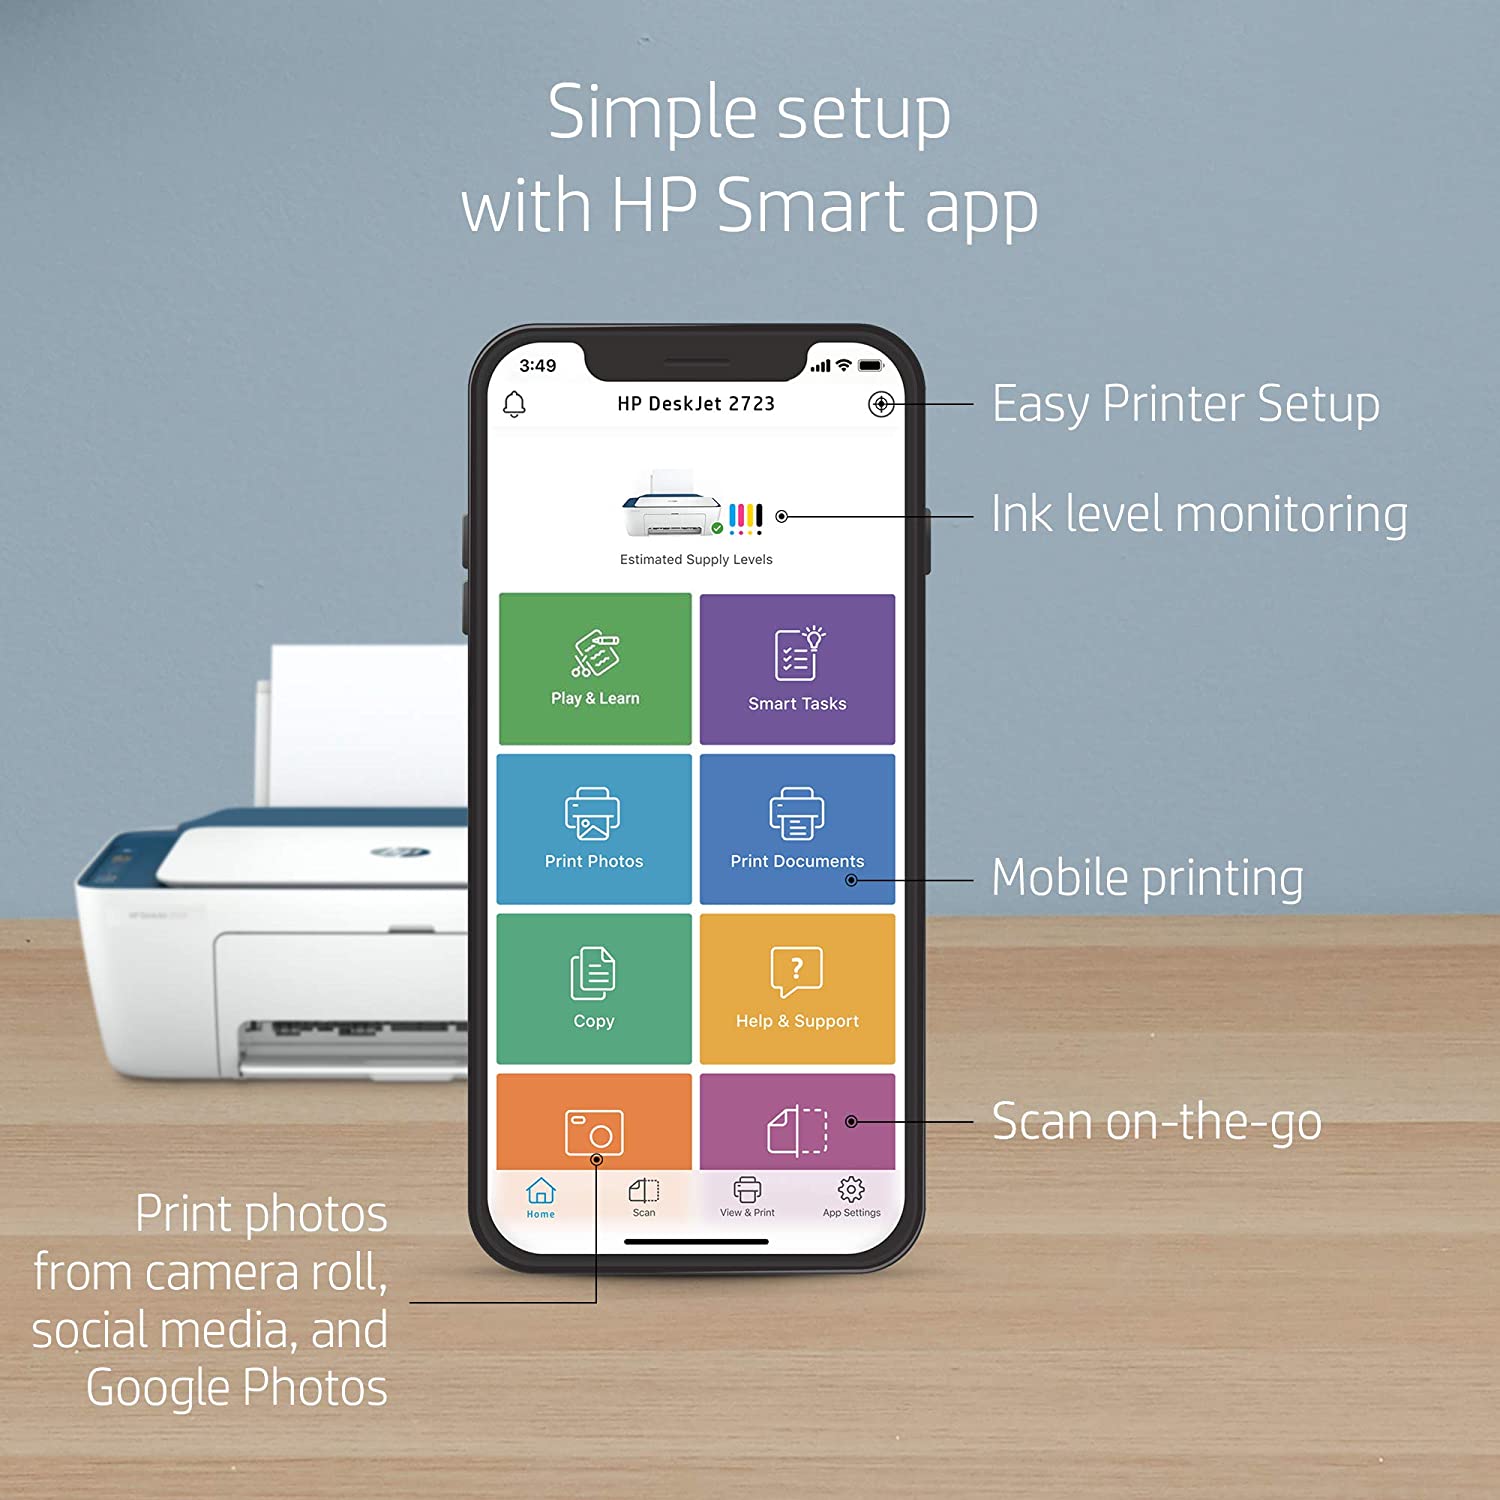 Simple setup
with HP Smart app
3:49
HP DeskJet 2723
Easy Printer Setup
Ink level monitoring
Estimated Supply Levels
Play & Learn
Smart Tasks
Print Photos
Print Documents
Mobile printing
hp
Copy
?
Help & Support
Scan on-the-go
Home
Scan
View & Print
App Settings
Print photos
from camera roll,
social media, and
Google Photos